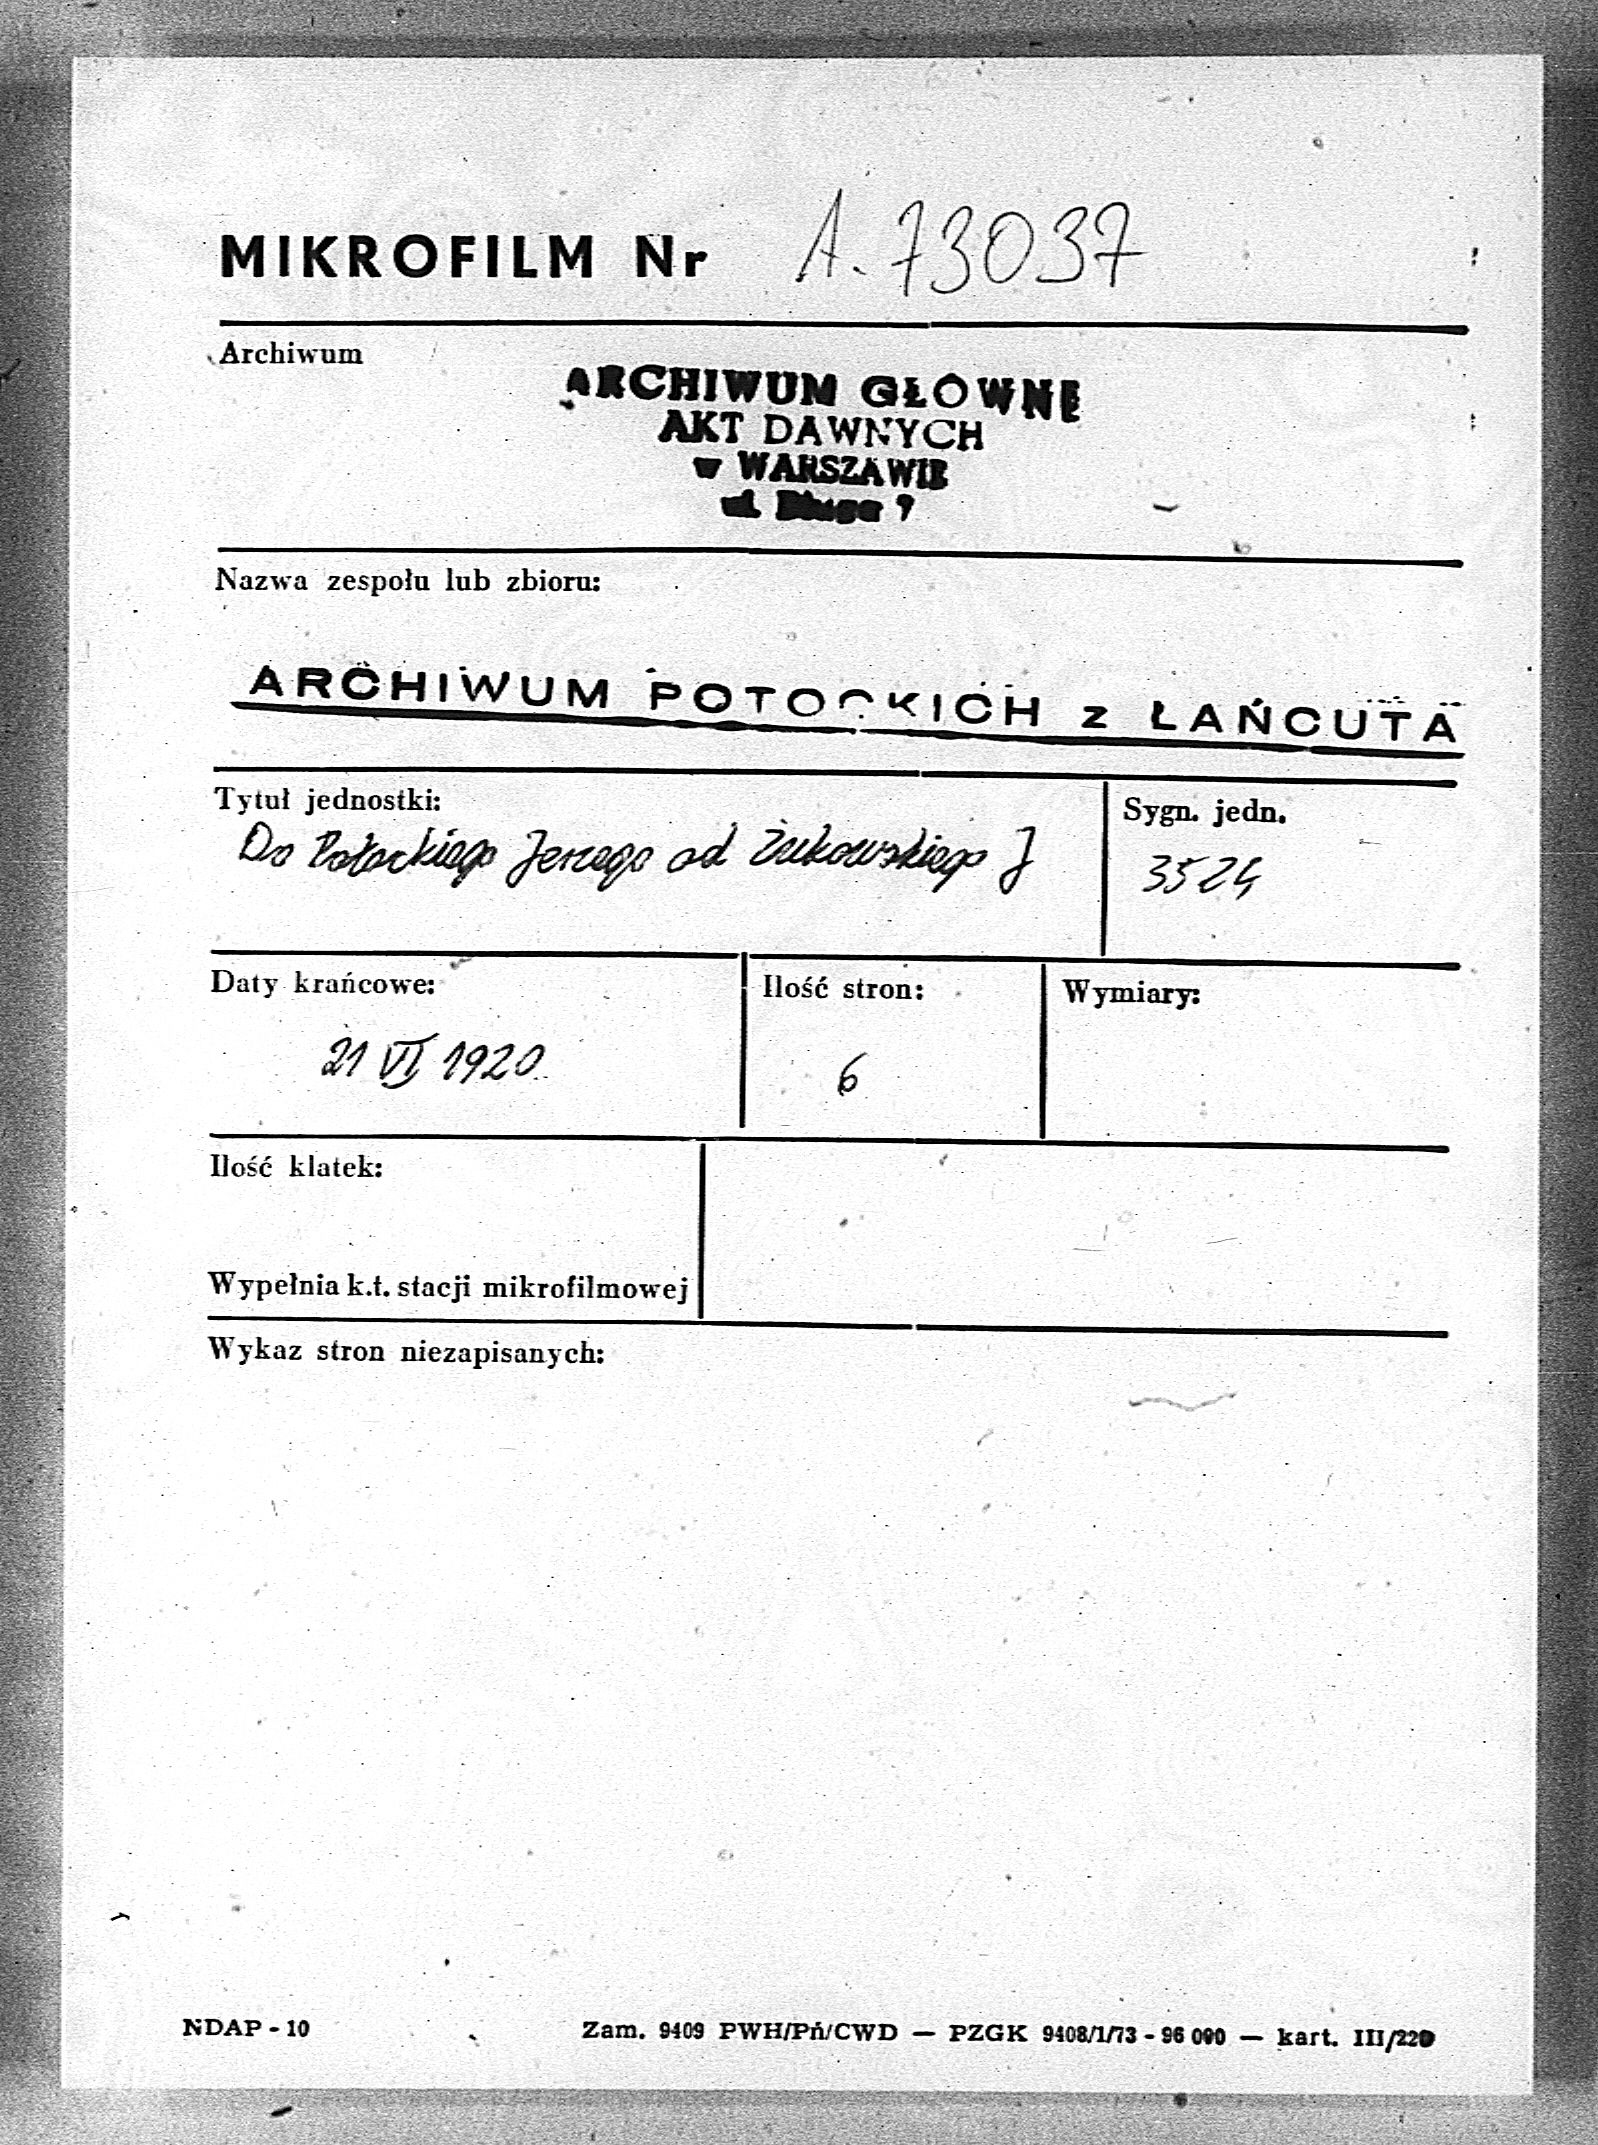 MIKROFILM Nr A. 73037
Archiwum
ARCHIWUM GŁÓWNE
AKT DAWNYCH
w WARSZAWIE
ul. Długa 7
Nazwa zespołu lub zbioru:
ARCHIWUM POTOCKICH z ŁAŃCUTA
Tytuł jednostki:
Sygn. jedn.
Do Potockiego Jerzego od Żukowskiego J
3524
Daty krańcowe:
Ilość stron:
Wymiary:
21 VI 1920
6
Ilość klatek:
Wypełnia k.t. stacji mikrofilmowej
Wykaz stron niezapisanych:
NDAP - 10
Zam. 9409 PWH/Pń/CWD — PZGK 9408/1/73 - 96 000 — kart. III/220